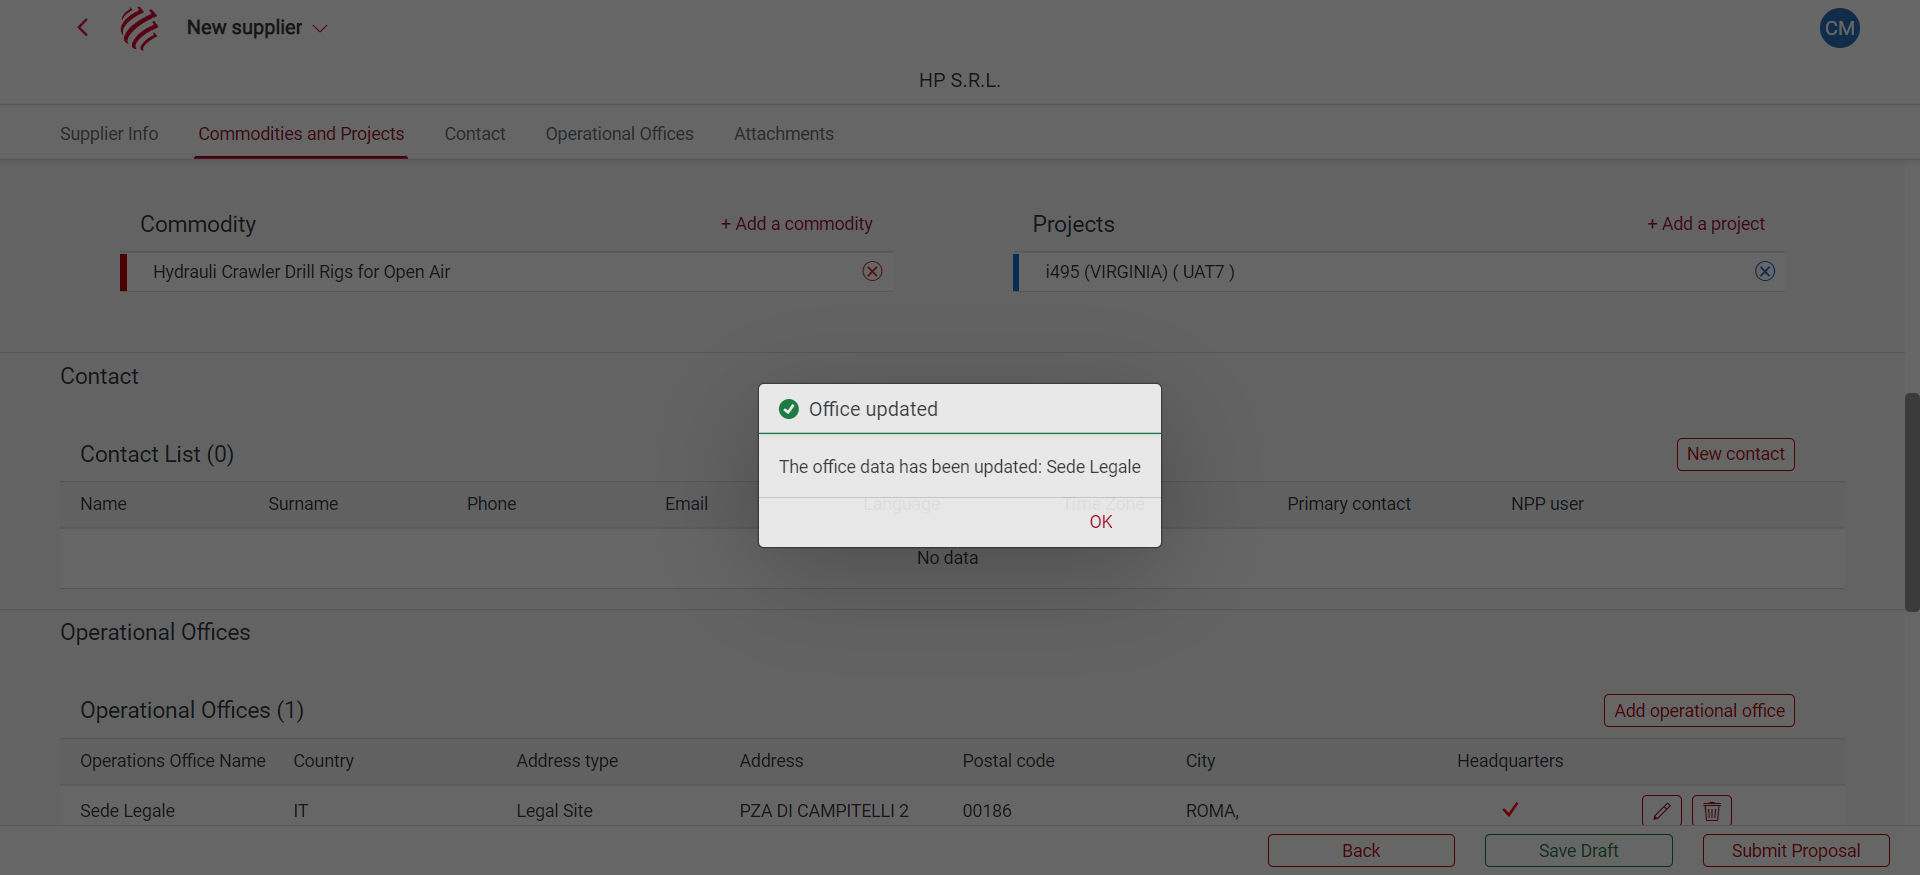 New supplier
CM
HP S.R.L.
Supplier Info Commodities and Projects Contact Operational Offices Attachments
Commodity + Add a commodity Projects + Add a project
Hydrauli Crawler Drill Rigs for Open Air i495 (VIRGINIA) ( UAT7 )
Contact
Office updated
Contact List (0) New contact
The office data has been updated: Sede Legale
Name Surname Phone Email Language Time Zone Primary contact NPP user
OK
No data
Operational Offices
Operational Offices (1) Add operational office
Operations Office Name Country Address type Address Postal code City Headquarters
Sede Legale IT Legal Site PZA DI CAMPITELLI 2 00186 ROMA,
Back Save Draft Submit Proposal